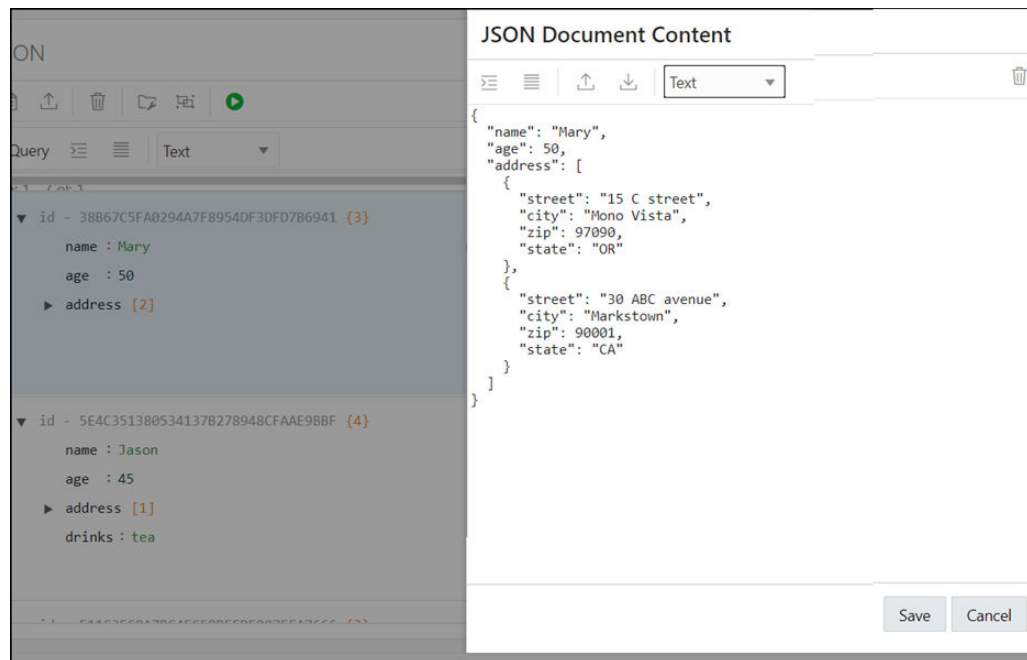 ON
Query
Text
id - 38B67C5FA0294A7F8954DF3DFD7B6941 {3}
name : Mary
age : 50
address [2]
id - 5E4C351380534137B278948CFAAE9BBF {4}
name : Jason
age : 45
address [1]
drinks : tea
JSON Document Content
Text
{
"name": "Mary",
"age": 50,
"address": [
{
"street": "15 C street",
"city": "Mono Vista",
"zip": 97090,
"state": "OR"
},
{
"street": "30 ABC avenue",
"city": "Markstown",
"zip": 90001,
"state": "CA"
}
]
}
Save Cancel